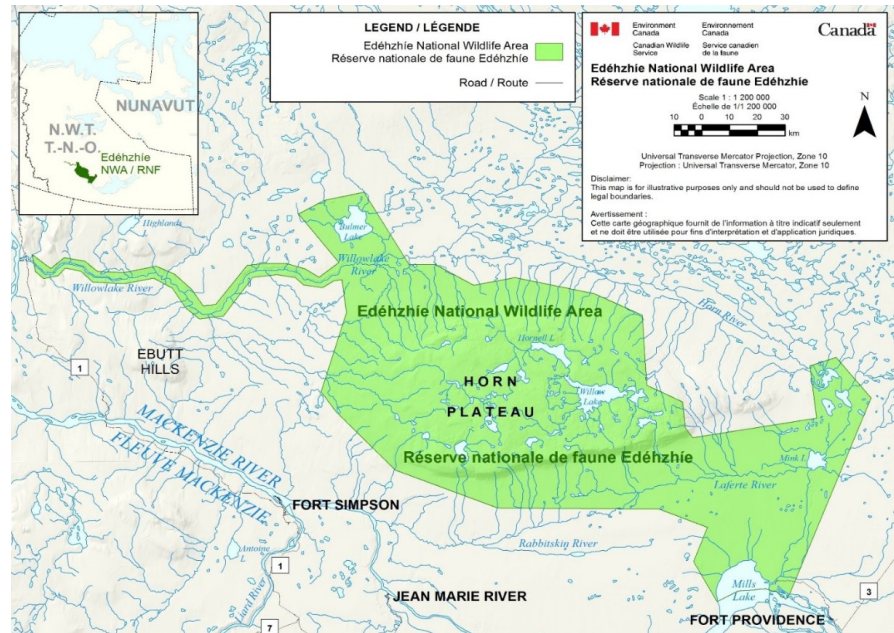 LEGEND / LÉGENDE
Edéhzhíe National Wildlife Area
Réserve nationale de faune Edéhzhíe
Road / Route
Environment
Canada
Environnement
Canada
Canadian Wildlife
Service
Service canadien
de la faune
Canada
Edéhzhíe National Wildlife Area
Réserve nationale de faune Edéhzhíe
Scale 1 : 1 200 000
Échelle de 1/1 200 000
10 0 10 20 30
km
N
Universal Transverse Mercator Projection, Zone 10
Projection : Universal Transverse Mercator, Zone 10
Disclaimer:
This map is for illustrative purposes only and should not be used to define
legal boundaries.
Avertissement :
Cette carte géographique fournit de l'information à titre indicatif seulement
et ne doit être utilisée pour fins d'interprétation et d'application juridiques.
NUNAVUT
N.W.T.
T.-N.-O.
Edéhzhíe
NWA / RNF
Highlands
Bulmer
Lake
Willowlake
River
Willowlake River
Horn River
Edéhzhíe National Wildlife Area
EBUTT
HILLS
1
Hornell L
HORN
PLATEAU
Willow
Lake
Réserve nationale de faune Edéhzhíe
Mink L
Laferte River
MACKENZIE RIVER
FLEUVE MACKENZIE
FORT SIMPSON
Rabbitskin River
Antoine
L
1
Liard River
JEAN MARIE RIVER
Mills
Lake
3
FORT PROVIDENCE
7